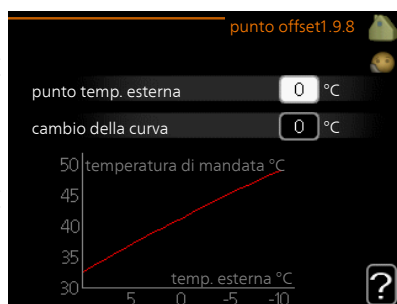 punto offset1.9.8
punto temp. esterna 0 °C
cambio della curva 0 °C
50 temperatura di mandata °C
45
40
35
30
temp. esterna °C
5 0 -5 -10
?